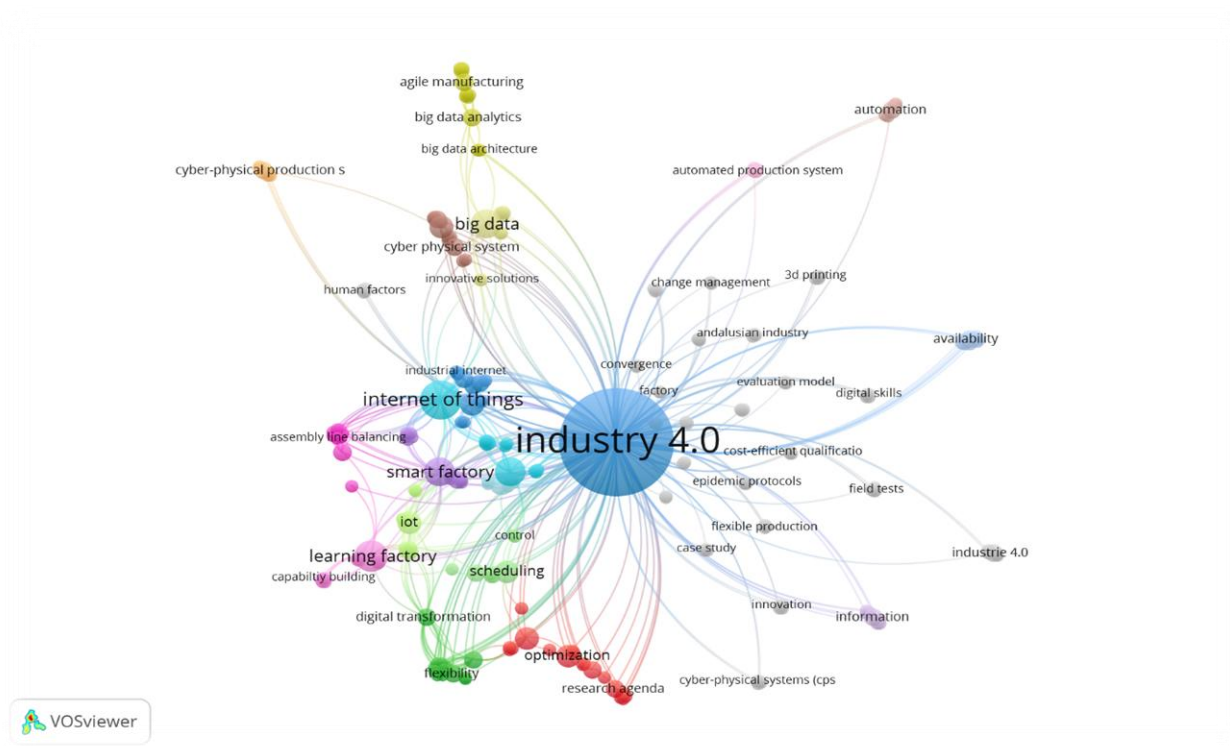 agile manufacturing
automation
big data analytics
big data architecture
cyber-physical production s
automated production system
big data
cyber physical system
innovative solutions
change management
3d printing
human factors
andalusian industry
availability
convergence
industrial internet
evaluation model
factory
digital skills
internet of things
assembly line balancing
industry 4.0
cost-efficient qualificatio
smart factory
epidemic protocols
field tests
iot
flexible production
control
case study
industrie 4.0
learning factory
scheduling
capabiltiy building
innovation
digital transformation
information
optimization
flexibility
research agenda
cyber-physical systems (cps
VOSviewer